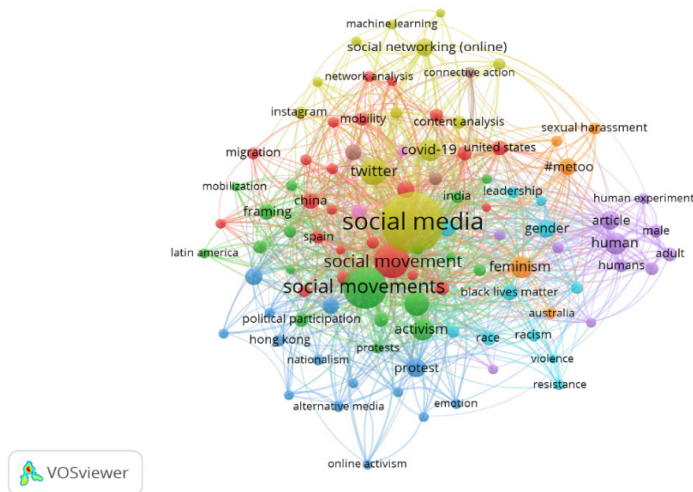 machine learning
social networking (online)
network analysis
connective action
instagram
mobility
content analysis
sexual harassment
migration
covid-19
united states
twitter
#metoo
mobilization
india
leadership
human experiment
framing
china
social media
gender
article
male
latin america
spain
human
adult
social movement
feminism
humans
social movements
black lives matter
political participation
activism
australia
hong kong
protests
race
racism
nationalism
protest
violence
resistance
alternative media
emotion
online activism
VOSviewer